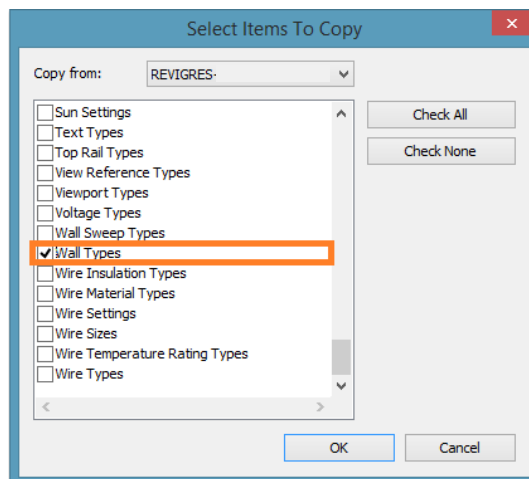 Select Items To Copy
Copy from:
REVIGRES·
Sun Settings
Check All
Text Types
Top Rail Types
Check None
View Reference Types
Viewport Types
Voltage Types
Wall Sweep Types
Wall Types
Wire Insulation Types
Wire Material Types
Wire Settings
Wire Sizes
Wire Temperature Rating Types
Wire Types
OK
Cancel